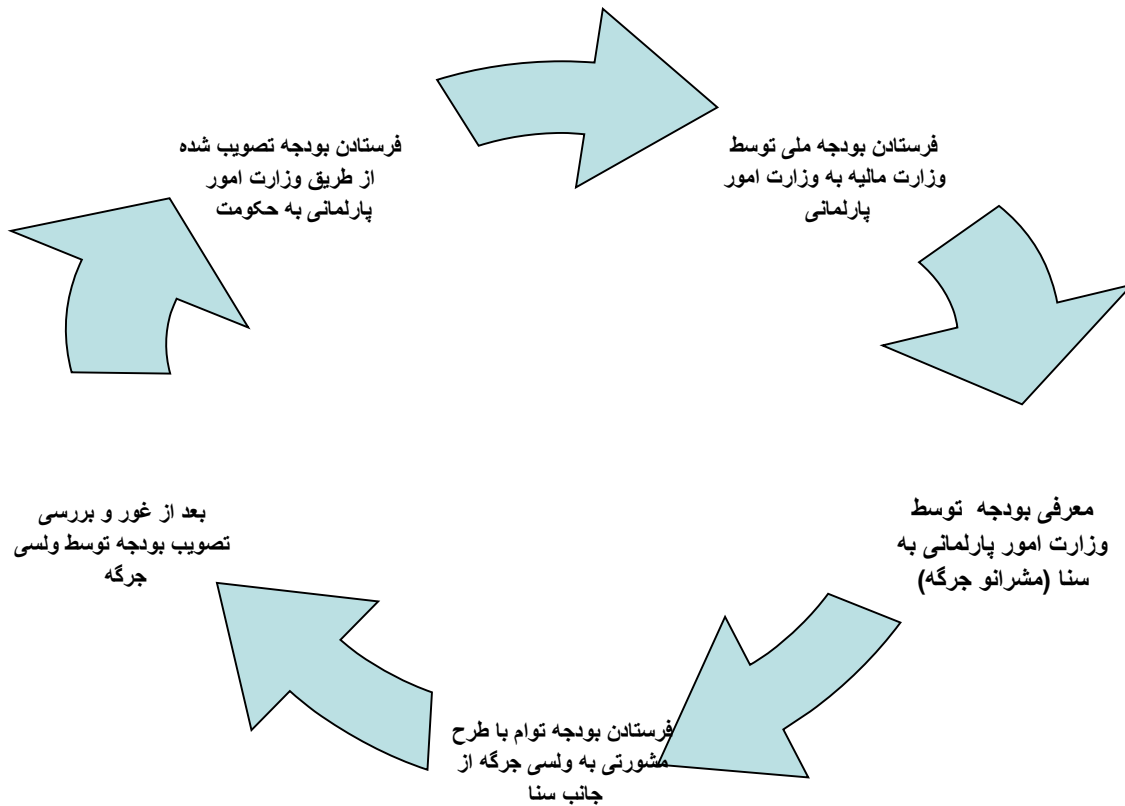 فرستادن بودجه ملی توسط
وزارت مالیه به وزارت امور
پارلمانی
معرفی بودجه توسط
وزارت امور پارلمانی به
سنا (مشرانو جرگه)
فرستادن بودجه توام با طرح
مشورتی به ولسی جرگه از
جانب سنا
بعد از غور و بررسی
تصویب بودجه توسط ولسی
جرگه
فرستادن بودجه تصویب شده
از طریق وزارت امور
پارلمانی به حکومت